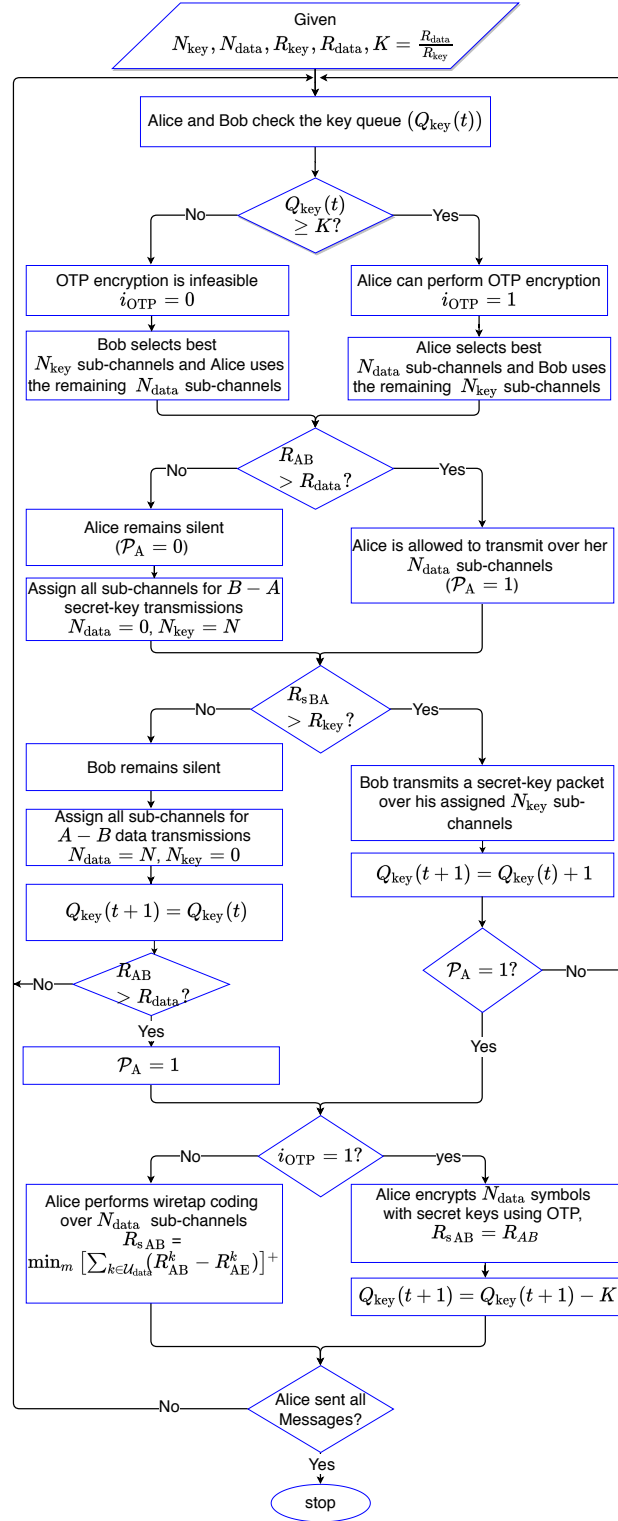 Given
N_key, N_data, R_key, R_data, K = R_data/R_key
Alice and Bob check the key queue (Q_key(t))
Q_key(t)
≥ K?
No
Yes
OTP encryption is infeasible
i_OTP = 0
Alice can perform OTP encryption
i_OTP = 1
Bob selects best
N_key sub-channels and Alice uses
the remaining N_data sub-channels
Alice selects best
N_data sub-channels and Bob uses
the remaining N_key sub-channels
R_AB
> R_data?
No
Yes
Alice remains silent
(𝒫_A = 0)
Assign all sub-channels for B − A
secret-key transmissions
N_data = 0, N_key = N
Alice is allowed to transmit over her
N_data sub-channels
(𝒫_A = 1)
R_sBA
> R_key?
No
Yes
Bob remains silent
Assign all sub-channels for
A − B data transmissions
N_data = N, N_key = 0
Q_key(t + 1) = Q_key(t)
Bob transmits a secret-key packet
over his assigned N_key sub-
channels
Q_key(t + 1) = Q_key(t) + 1
R_AB
> R_data?
No
Yes
𝒫_A = 1
𝒫_A = 1?
No
Yes
i_OTP = 1?
No
yes
Alice performs wiretap coding
over N_data sub-channels
R_sAB =
min_m [∑_{k∈𝒰_data}(R_AB^k − R_AE^k)]^+
Alice encrypts N_data symbols
with secret keys using OTP,
R_sAB = R_AB
Q_key(t + 1) = Q_key(t + 1) − K
Alice sent all
Messages?
No
Yes
stop